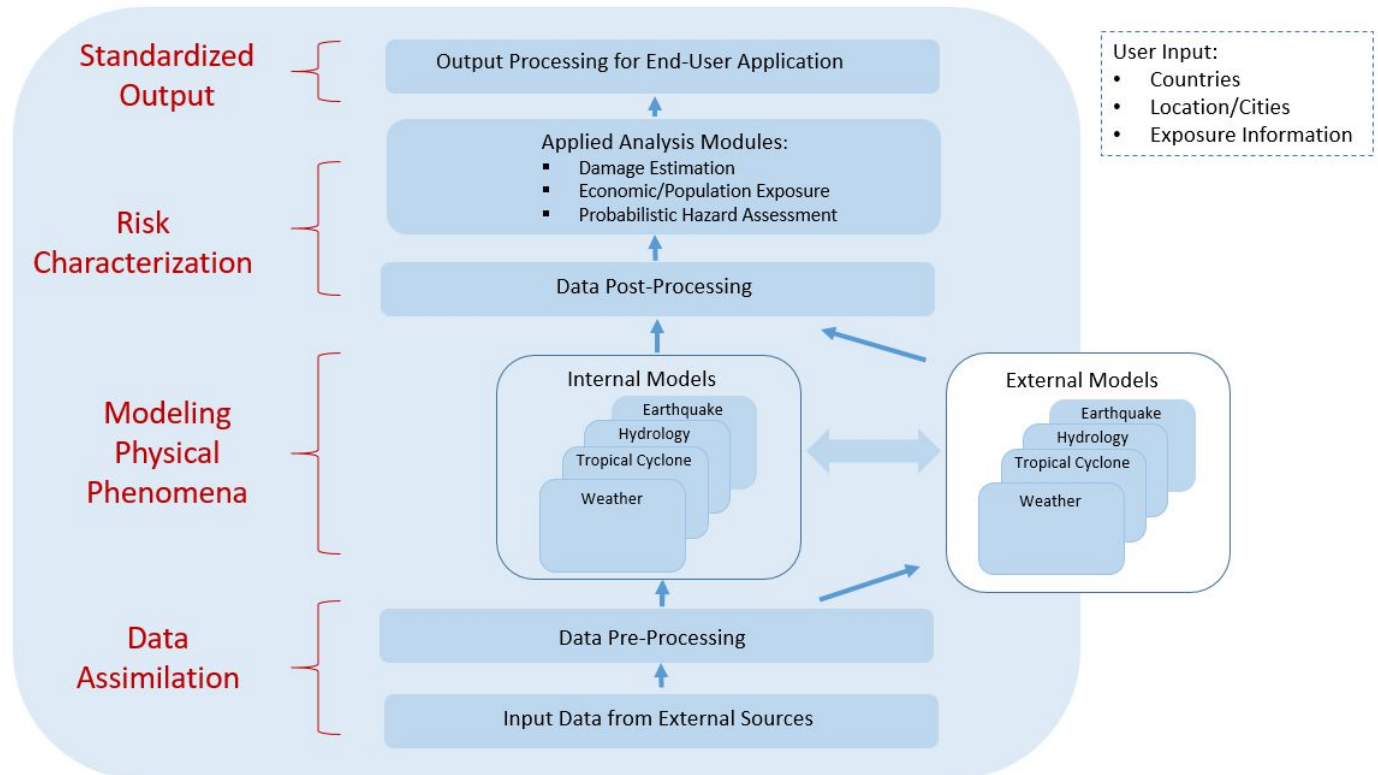 Standardized
Output
Output Processing for End-User Application
User Input:
• Countries
• Location/Cities
• Exposure Information
Applied Analysis Modules:
▪ Damage Estimation
▪ Economic/Population Exposure
▪ Probabilistic Hazard Assessment
Risk
Characterization
Data Post-Processing
Modeling
Physical
Phenomena
Internal Models
Earthquake
Hydrology
Tropical Cyclone
Weather
External Models
Earthquake
Hydrology
Tropical Cyclone
Weather
Data
Assimilation
Data Pre-Processing
Input Data from External Sources